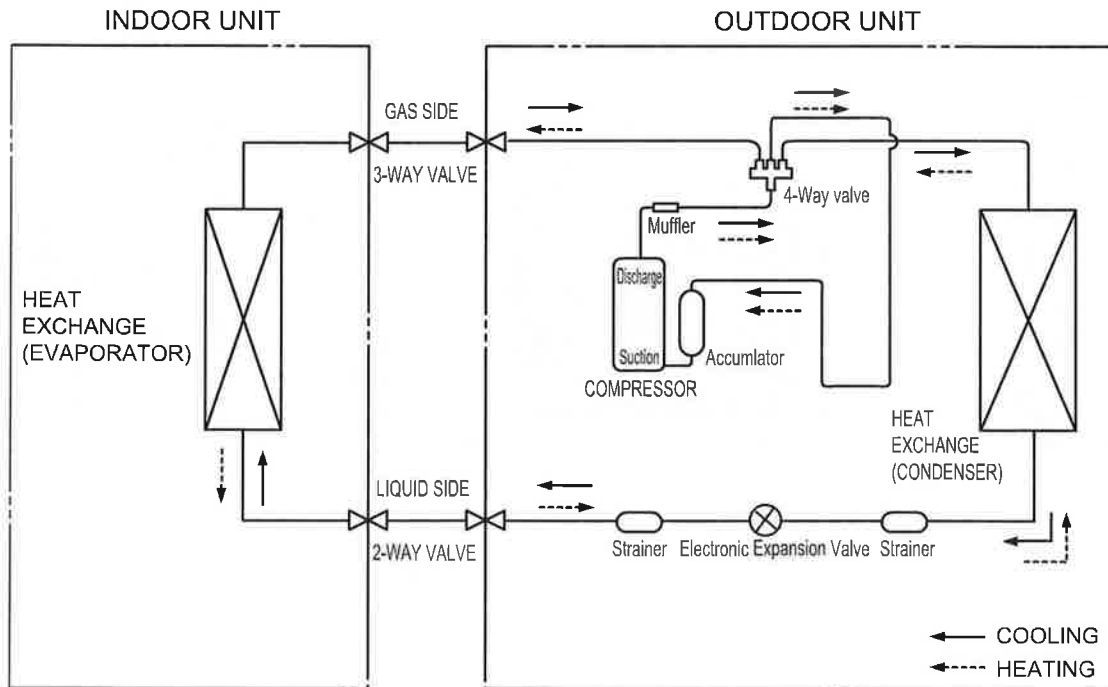 INDOOR UNIT
OUTDOOR UNIT
GAS SIDE
3-WAY VALVE
4-Way valve
Muffler
Discharge
Suction
COMPRESSOR
Accumlator
HEAT
EXCHANGE
(EVAPORATOR)
HEAT
EXCHANGE
(CONDENSER)
LIQUID SIDE
2-WAY VALVE
Strainer
Electronic Expansion Valve
Strainer
COOLING
HEATING